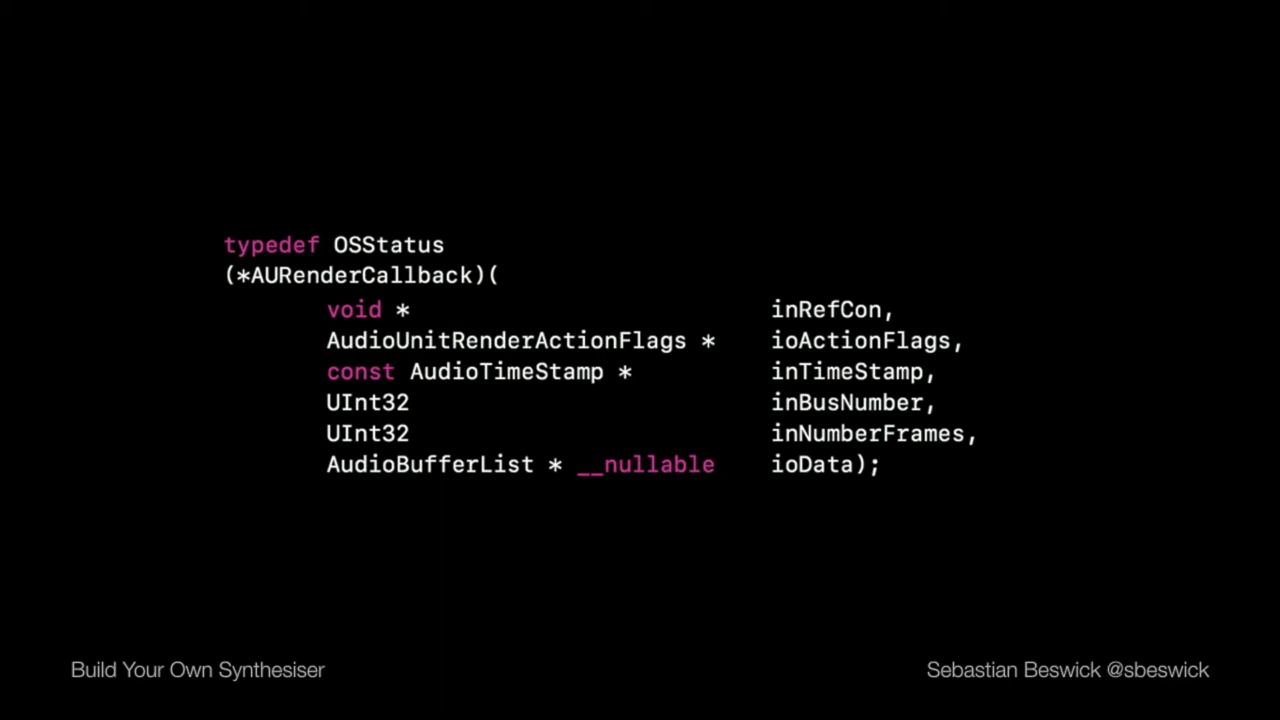 typedef OSStatus
(*AURenderCallback)(
void * inRefCon,
AudioUnitRenderActionFlags * ioActionFlags,
const AudioTimeStamp * inTimeStamp,
UInt32 inBusNumber,
UInt32 inNumberFrames,
AudioBufferList * __nullable ioData);
Build Your Own Synthesiser
Sebastian Beswick @sbeswick